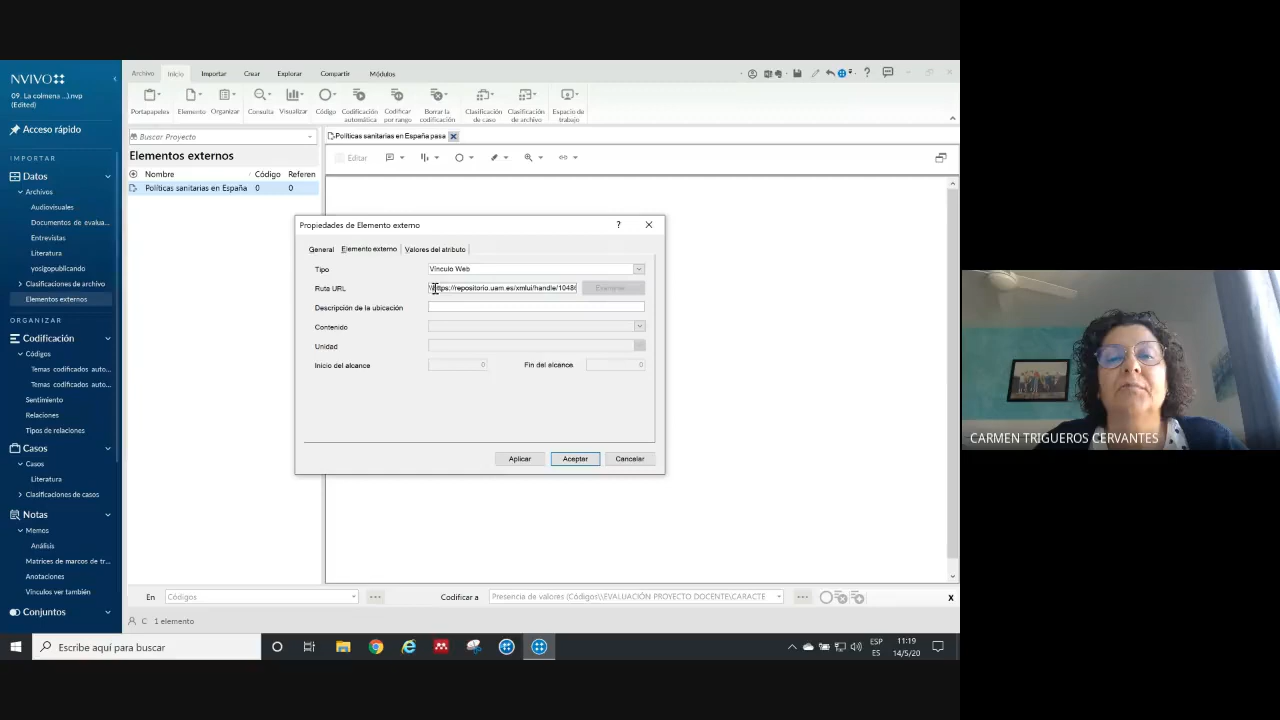 NVIVO
09. La colmena ...).nvp
(Edited)
Acceso rápido
IMPORTAR
Datos
Archivos
Audiovisuales
Documentos de evalua...
Entrevistas
Literatura
yosigopublicando
Clasificaciones de archivo
Elementos externos
ORGANIZAR
Codificación
Códigos
Temas codificados auto...
Temas codificados auto...
Sentimiento
Relaciones
Tipos de relaciones
Casos
Casos
Literatura
Clasificaciones de casos
Notas
Memos
Análisis
Matrices de marcos de tr...
Anotaciones
Vínculos ver también
Conjuntos
Archivo Inicio Importar Crear Explorar Compartir Módulos
Portapapeles Elemento Organizar Consulta Visualizar Código Codificación automática Codificar por rango Borrar la codificación Clasificación de caso Clasificación de archivo Espacio de trabajo
Buscar Proyecto
Elementos externos
Nombre Código Referen
Políticas sanitarias en España 0 0
Políticas sanitarias en España pasa
Editar
Propiedades de Elemento externo ?
General Elemento externo Valores del atributo
Tipo Vínculo Web
Ruta URL ttps://repositorio.uam.es/xmlui/handle/1048 Examinar...
Descripción de la ubicación
Contenido
Unidad
Inicio del alcance 0 Fin del alcance 0
Aplicar Aceptar Cancelar
En Códigos Codificar a Presencia de valores (Códigos\\EVALUACIÓN PROYECTO DOCENTE\CARACTE
C 1 elemento
Escribe aquí para buscar
ESP
ES
11:19
14/5/20
CARMEN TRIGUEROS CERVANTES